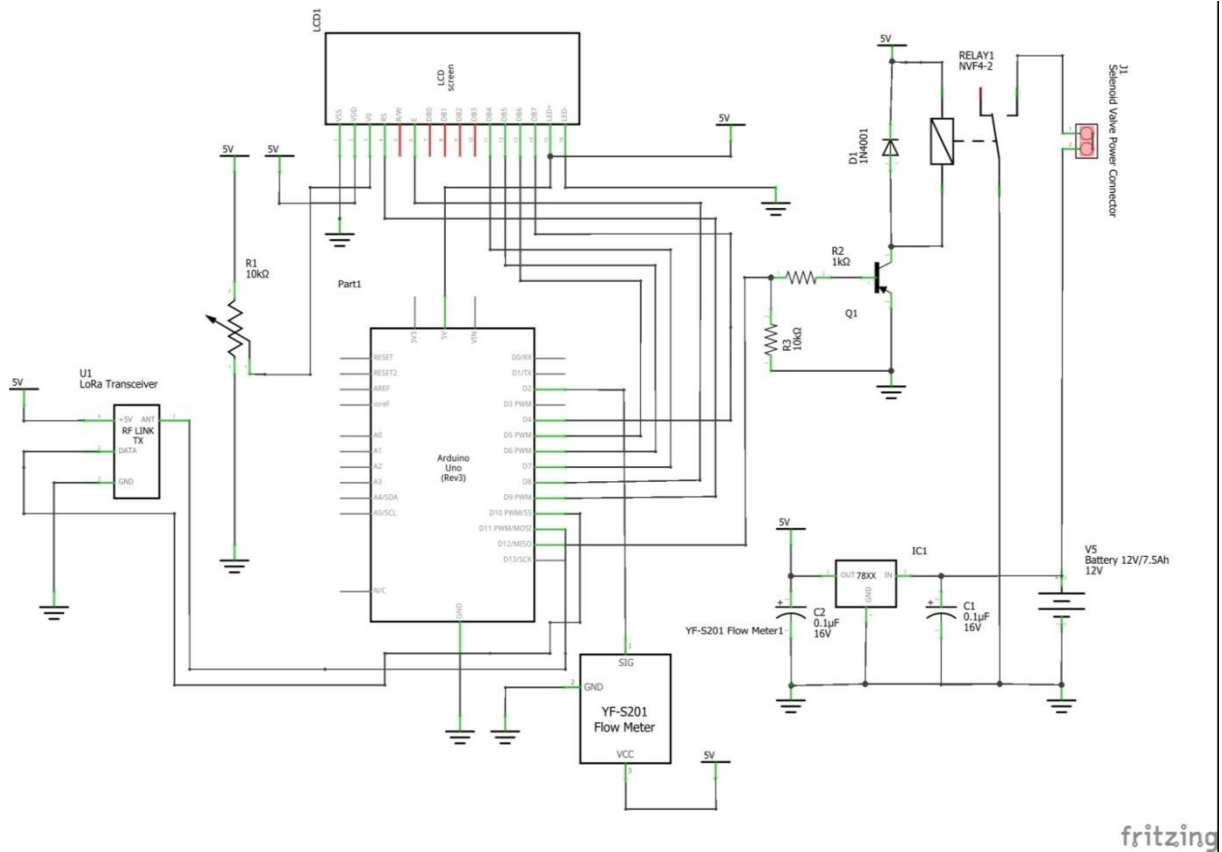 LCD1
LCD
screen
VSS
VDD
V0
RS
R/W
E
DB0
DB1
DB2
DB3
DB4
DB5
DB6
DB7
LED+
LED-
5V
5V
5V
5V
RELAY1
NVF4-2
J1
Selenoid Valve Power Connector
D1
1N4001
R1
10kΩ
R2
1kΩ
R3
10kΩ
Q1
Part1
3V3
5V
VIN
RESET
RESET2
AREF
ioref
A0
A1
A2
A3
A4/SDA
A5/SCL
N/C
D0/RX
D1/TX
D2
D3 PWM
D4
D5 PWM
D6 PWM
D7
D8
D9 PWM
D10 PWM/SS
D11 PWM/MOSI
D12/MISO
D13/SCK
GND
Arduino
Uno
(Rev3)
5V
U1
LoRa Transceiver
+5V ANT
RF LINK
TX
DATA
GND
5V
IC1
OUT 78XX IN
GND
C2
0.1µF
16V
C1
0.1µF
16V
V5
Battery 12V/7.5Ah
12V
YF-S201 Flow Meter1
1
SIG
2
GND
YF-S201
Flow Meter
VCC
3
5V
fritzing